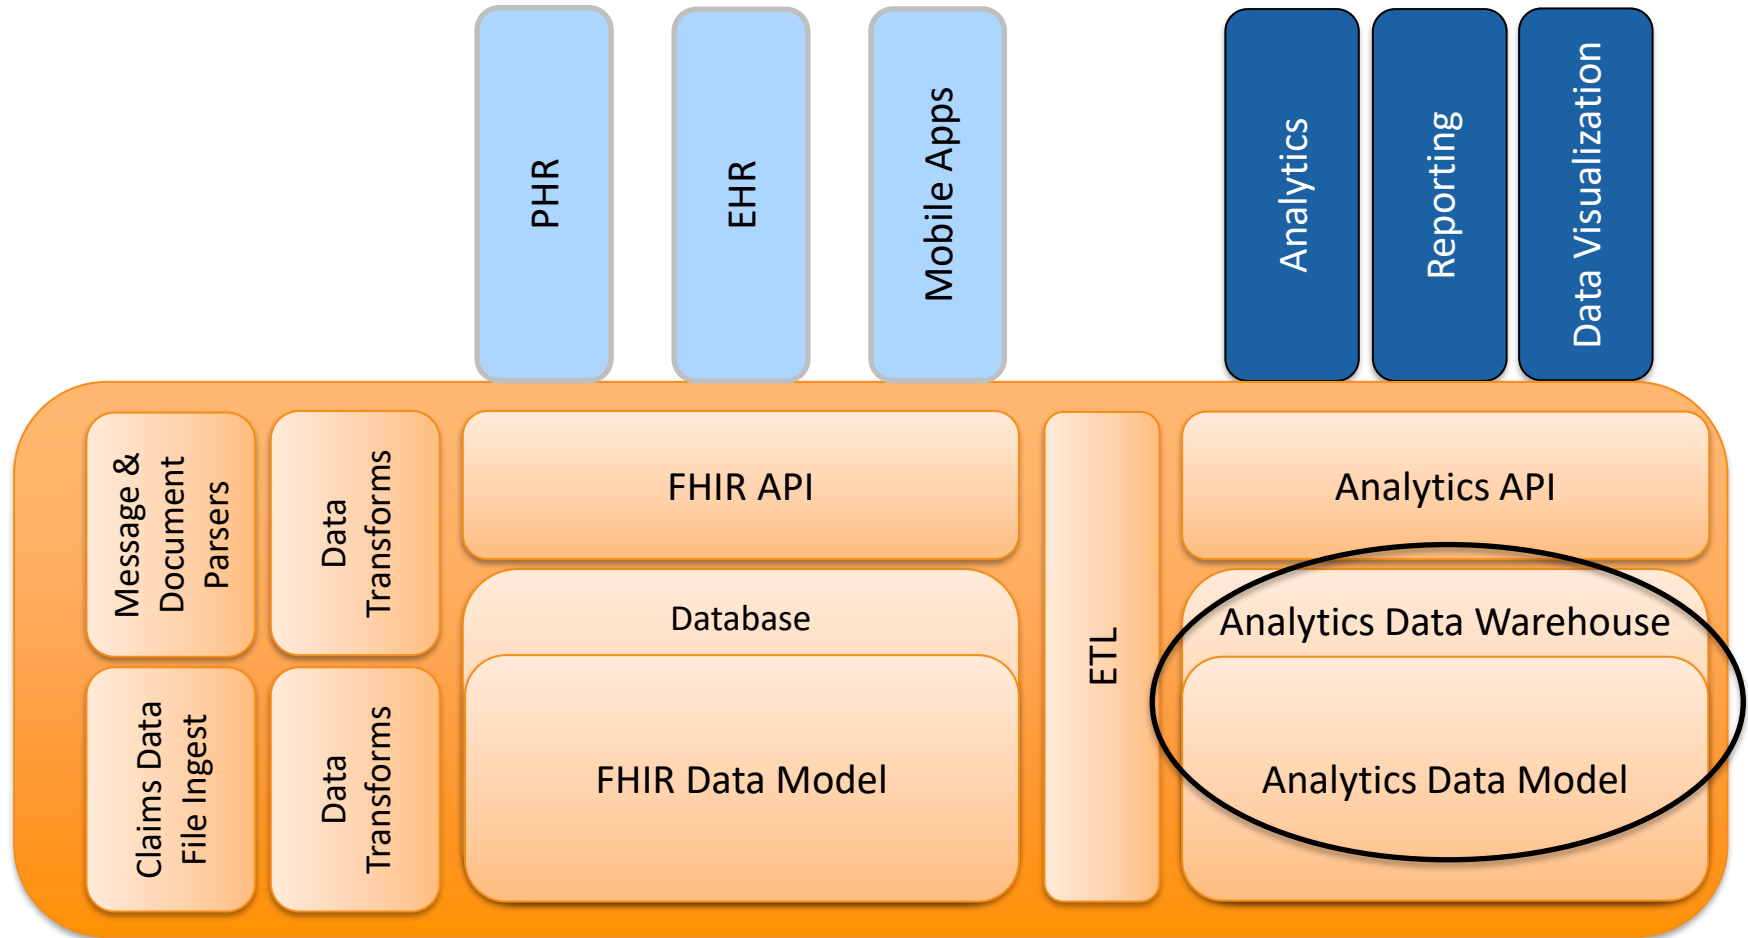 PHR
EHR
Mobile Apps
Analytics
Reporting
Data Visualization
Message &
Document
Parsers
Data
Transforms
FHIR API
Analytics API
Database
ETL
Analytics Data Warehouse
Claims Data
File Ingest
Data
Transforms
FHIR Data Model
Analytics Data Model